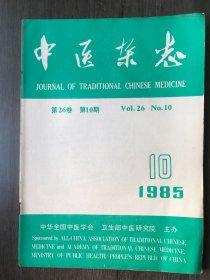 中医杂志
JOURNAL OF TRADITIONAL CHINESE MEDICINE
第26卷 第10期 Vol. 26 No. 10
10
1985
中华全国中医学会 卫生部中医研究院 主办
Sponsored by ALL-CHINA ASSOCIATION OF TRADITIONAL CHINESE
MEDICINE and ACADEMY OF TRADITIONAL CHINESE MEDICINE,
MINISTRY OF PUBLIC HEALTH, PEOPLE'S REPUBLIC OF CHINA